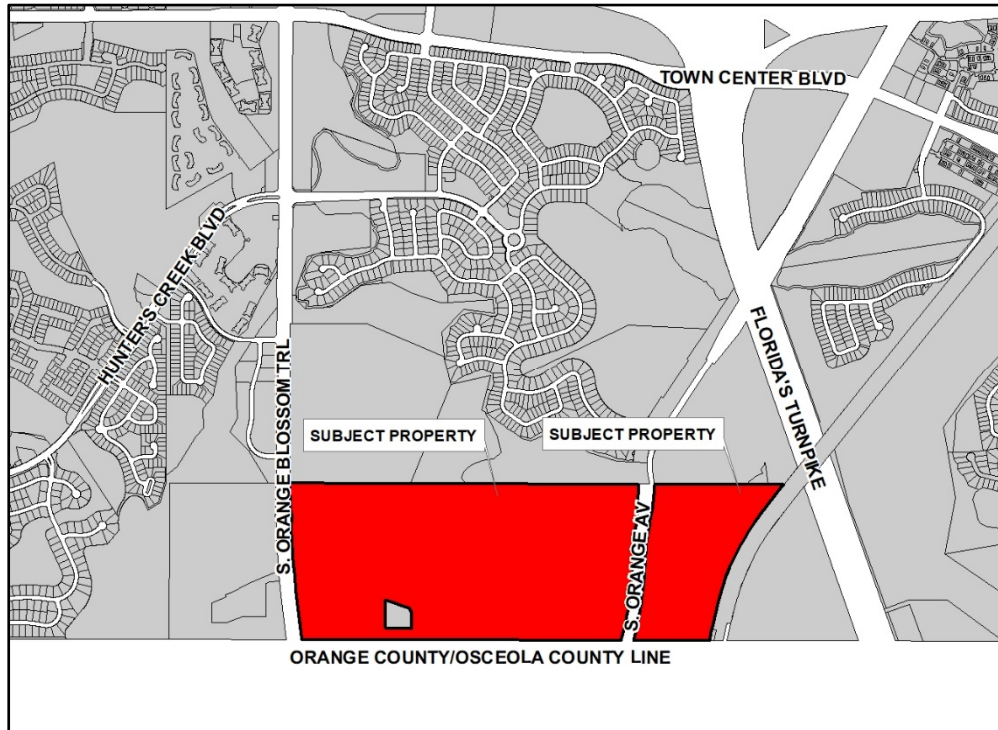 TOWN CENTER BLVD
HUNTER'S CREEK BLVD
S. ORANGE BLOSSOM TRL
FLORIDA'S TURNPIKE
SUBJECT PROPERTY
SUBJECT PROPERTY
S. ORANGE AV
ORANGE COUNTY/OSCEOLA COUNTY LINE